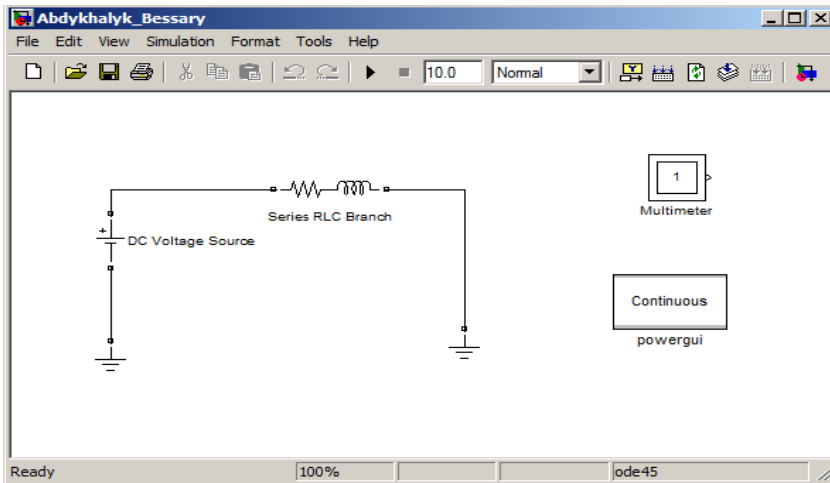 Abdykhalyk_Bessary
File Edit View Simulation Format Tools Help
10.0 Normal
1
Series RLC Branch
Multimeter
+
DC Voltage Source
Continuous
powergui
Ready 100% ode45